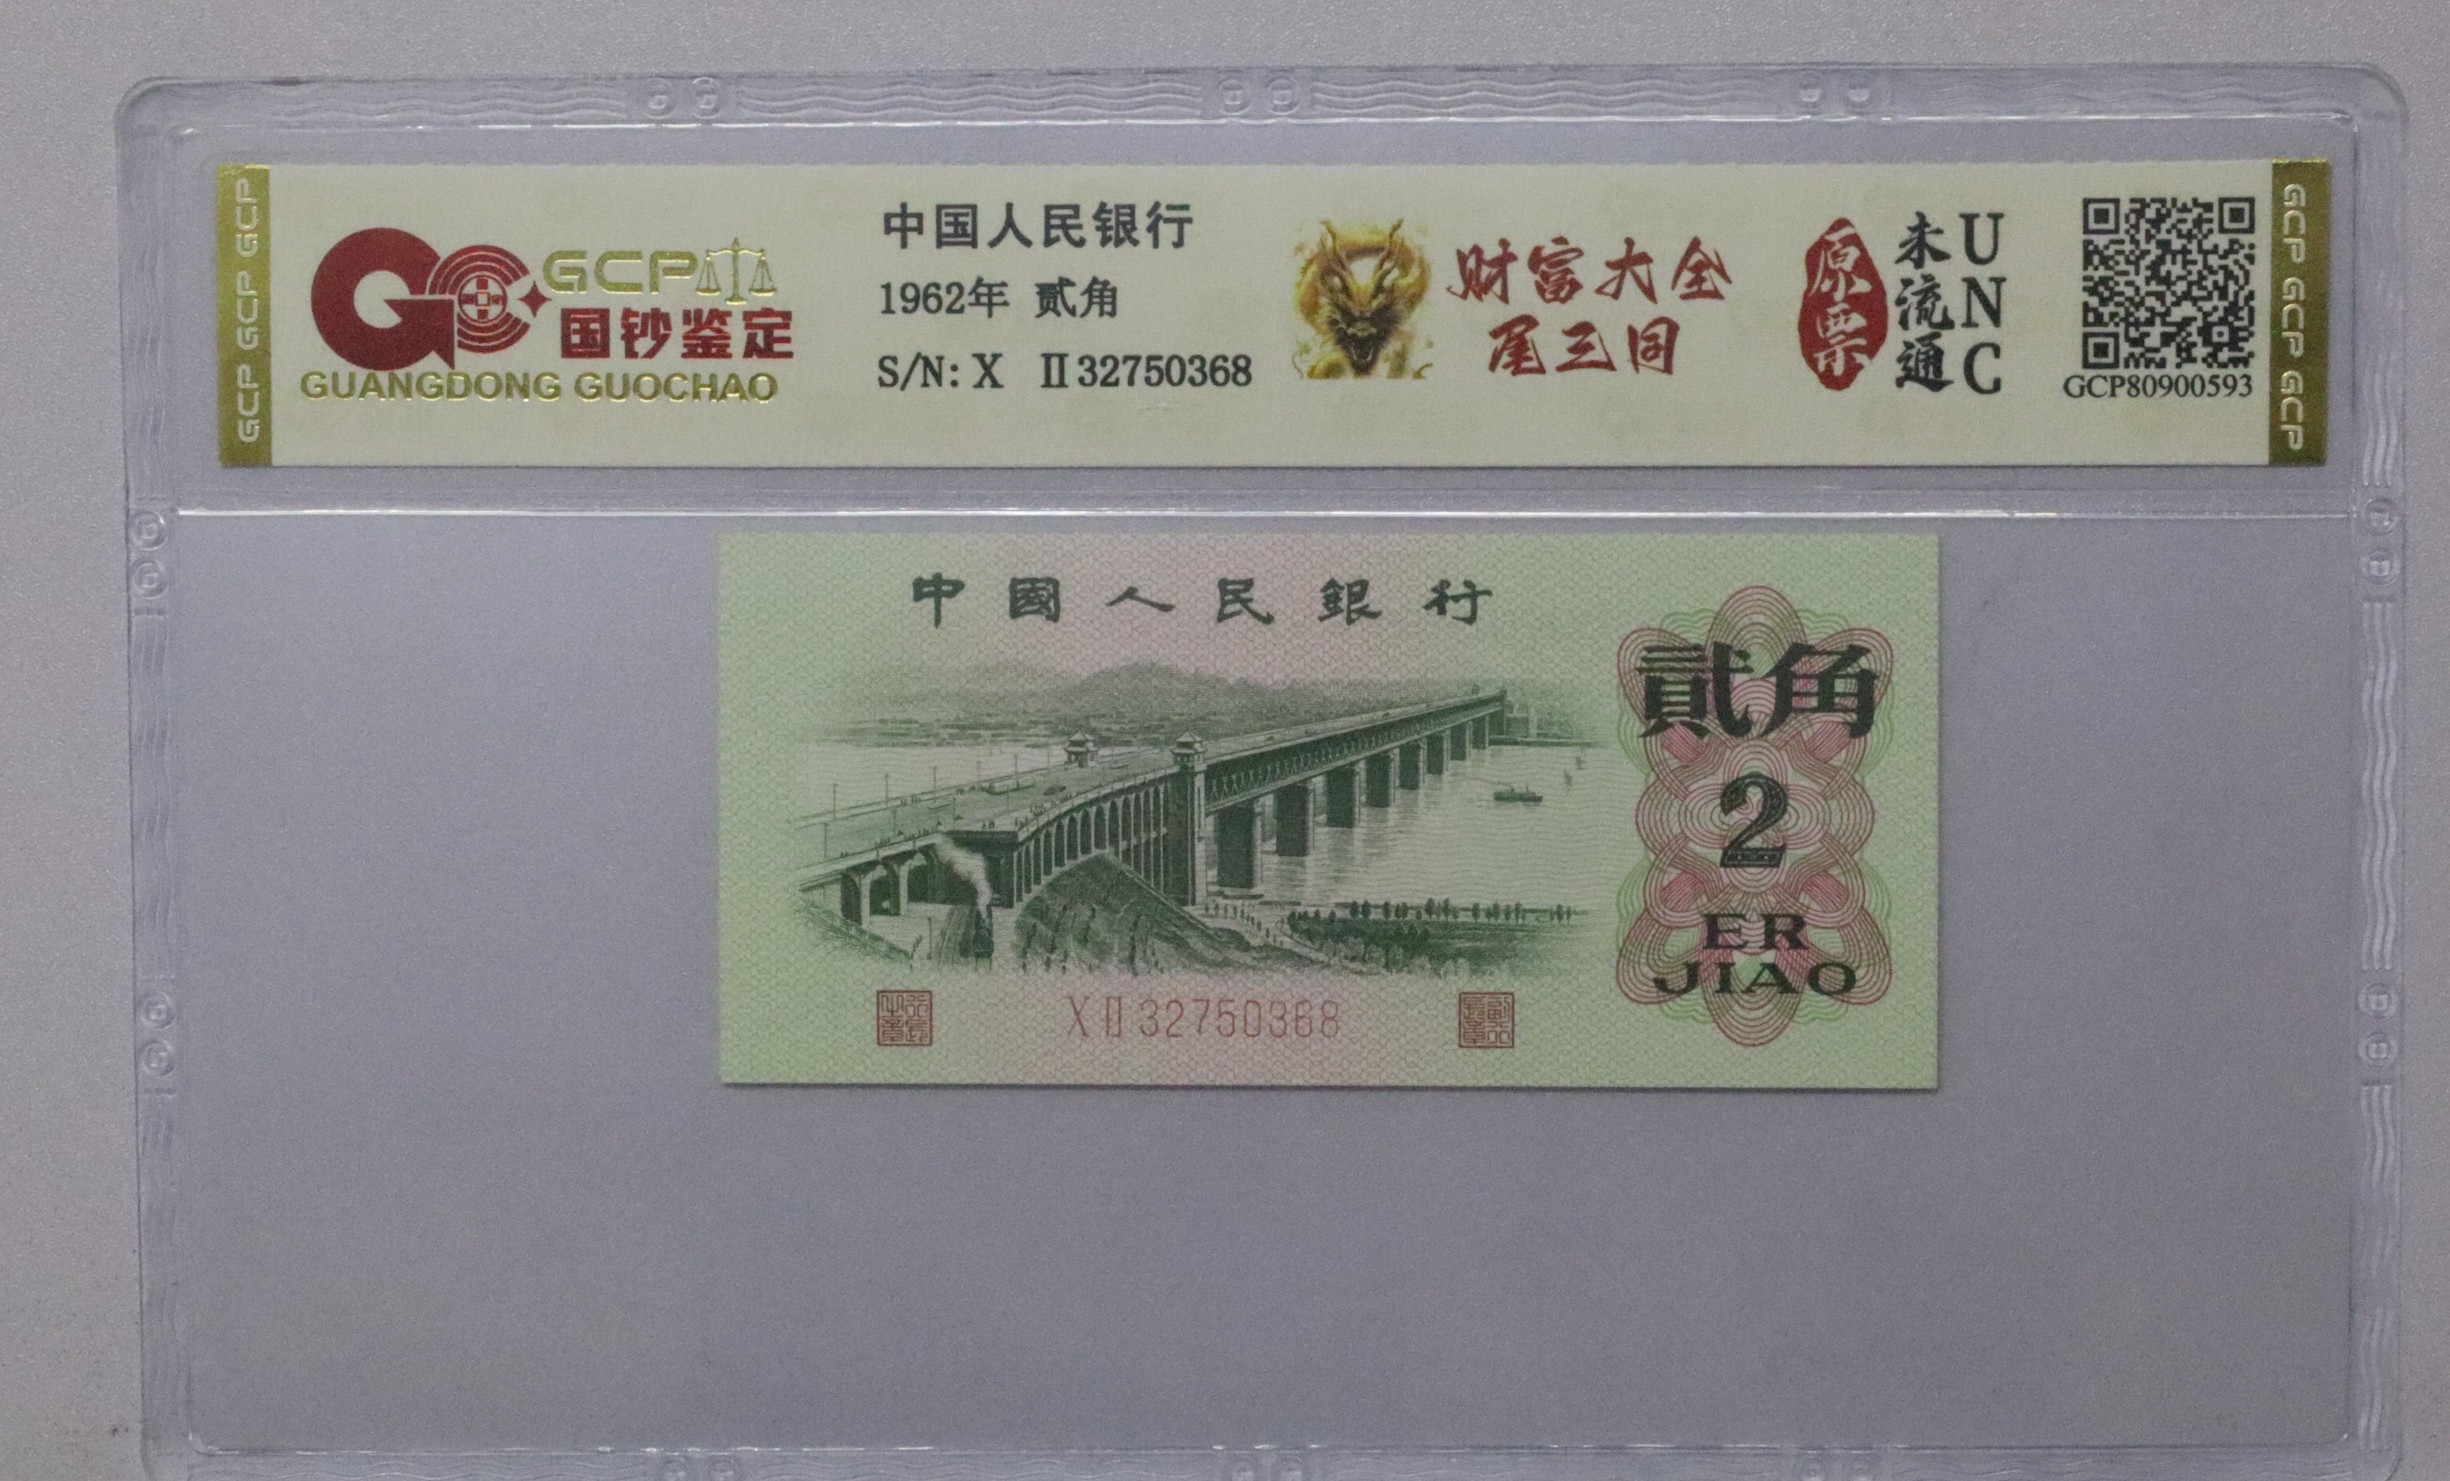 GCP GCP GCP
GCP
国钞鉴定
GUANGDONG GUOCHAO
中国人民银行
1962年 贰角
S/N: X Ⅱ32750368
财富大全
尾三同
原票
未流通
UNC
GCP80900593
GCP GCP GCP
中國人民銀行
貳角
2
ER
JIAO
XⅡ32750368